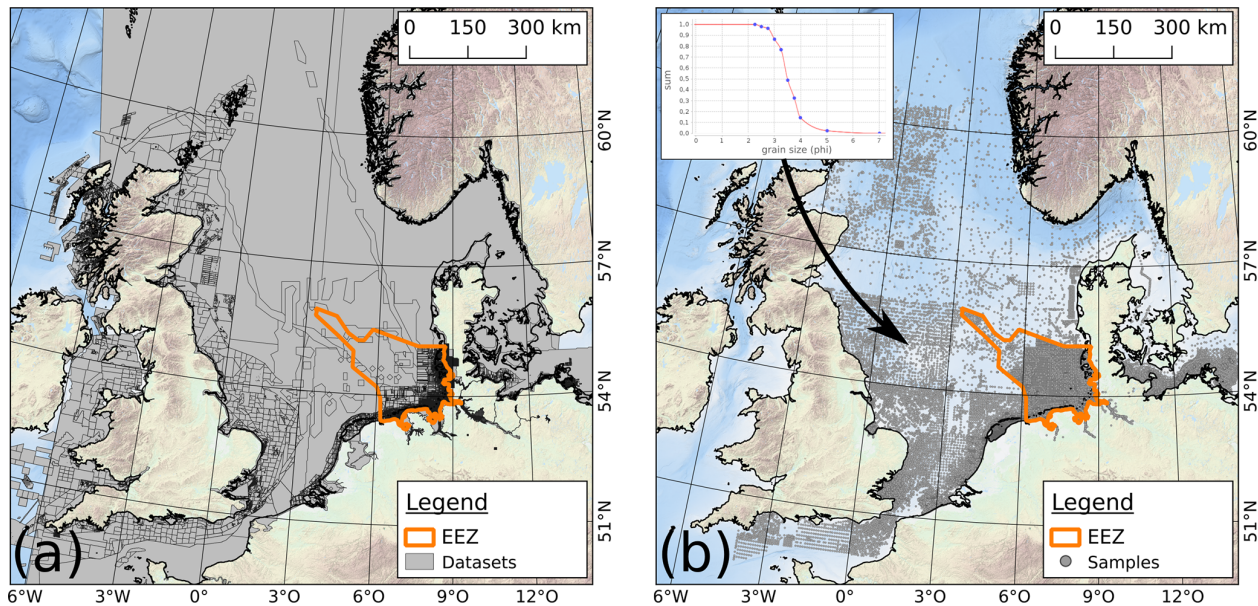 0 150 300 km
60°N
57°N
54°N
51°N
Legend
EEZ
Datasets
(a)
6°W 3°W 0° 3°O 6°O 9°O 12°O
1.0
0.9
0.8
0.7
0.6
0.5
0.4
0.3
0.2
0.1
0.0
sum
0 1 2 3 4 5 6 7
grain size (phi)
0 150 300 km
60°N
57°N
54°N
51°N
Legend
EEZ
Samples
(b)
6°W 3°W 0° 3°O 6°O 9°O 12°O